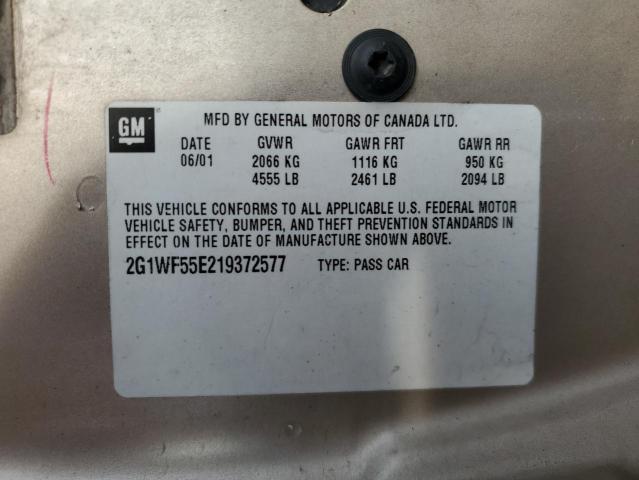 GM
MFD BY GENERAL MOTORS OF CANADA LTD.
DATE GVWR GAWR FRT GAWR RR
06/01 2066 KG 1116 KG 950 KG
4555 LB 2461 LB 2094 LB
THIS VEHICLE CONFORMS TO ALL APPLICABLE U.S. FEDERAL MOTOR
VEHICLE SAFETY, BUMPER, AND THEFT PREVENTION STANDARDS IN
EFFECT ON THE DATE OF MANUFACTURE SHOWN ABOVE.
2G1WF55E219372577 TYPE: PASS CAR